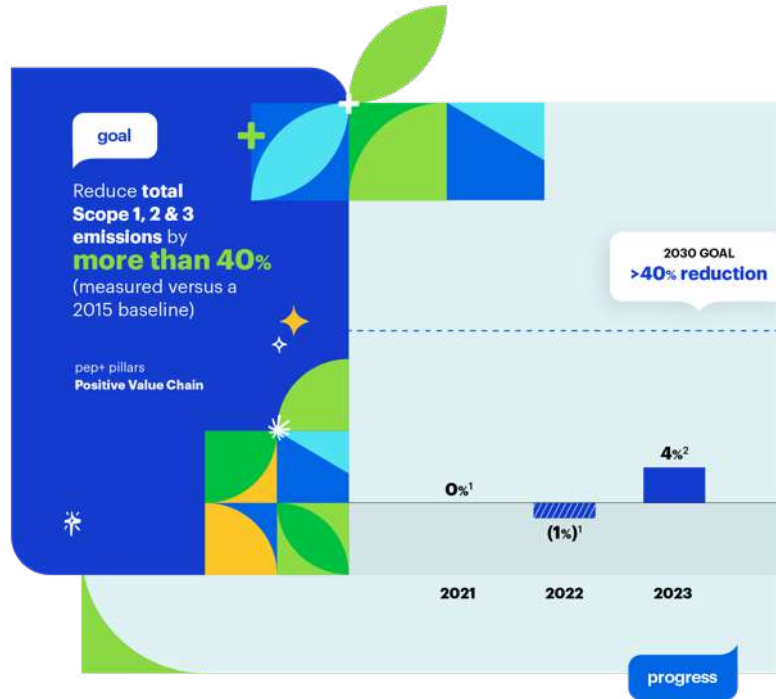 goal
Reduce total
Scope 1, 2 & 3
emissions by
more than 40%
(measured versus a
2015 baseline)
pep+ pillars
Positive Value Chain
2030 GOAL
>40% reduction
0%¹
(1%)¹
4%²
2021
2022
2023
progress